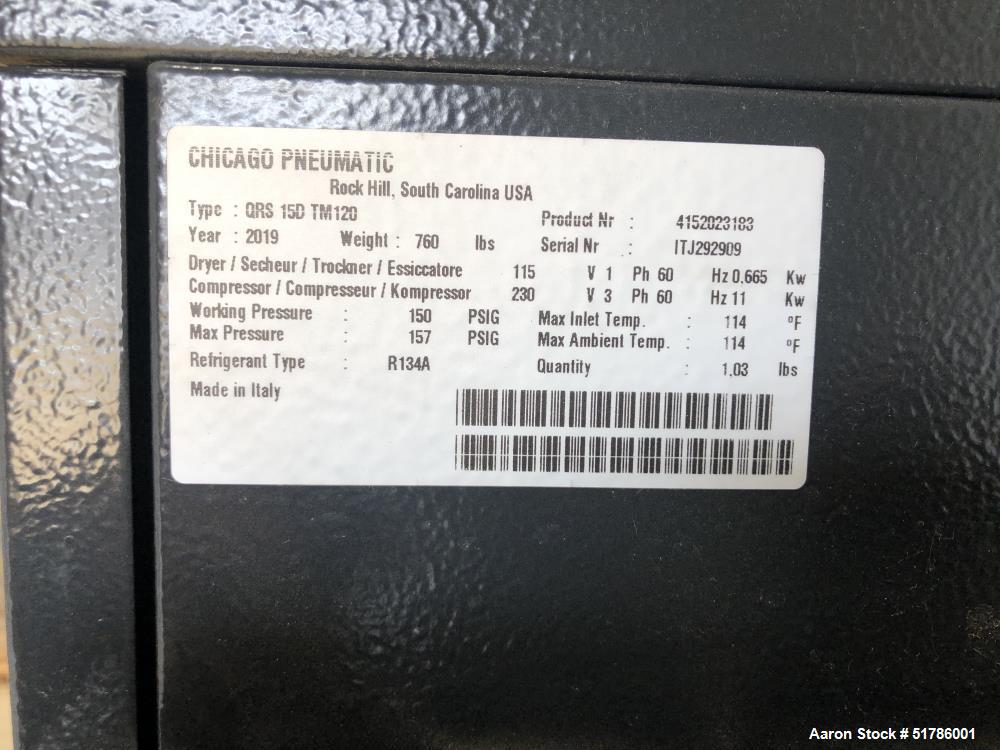 CHICAGO PNEUMATIC
Rock Hill, South Carolina USA
Type : QRS 15D TM120
Product Nr : 4152023183
Year : 2019 Weight : 760 lbs
Serial Nr : ITJ292909
Dryer / Secheur / Trockner / Essiccatore 115 V 1 Ph 60 Hz 0,665 Kw
Compressor / Compresseur / Kompressor 230 V 3 Ph 60 Hz 11 Kw
Working Pressure : 150 PSIG Max Inlet Temp. : 114 ºF
Max Pressure : 157 PSIG Max Ambient Temp. : 114 ºF
Refrigerant Type : R134A Quantity : 1.03 lbs
Made in Italy
Aaron Stock # 51786001